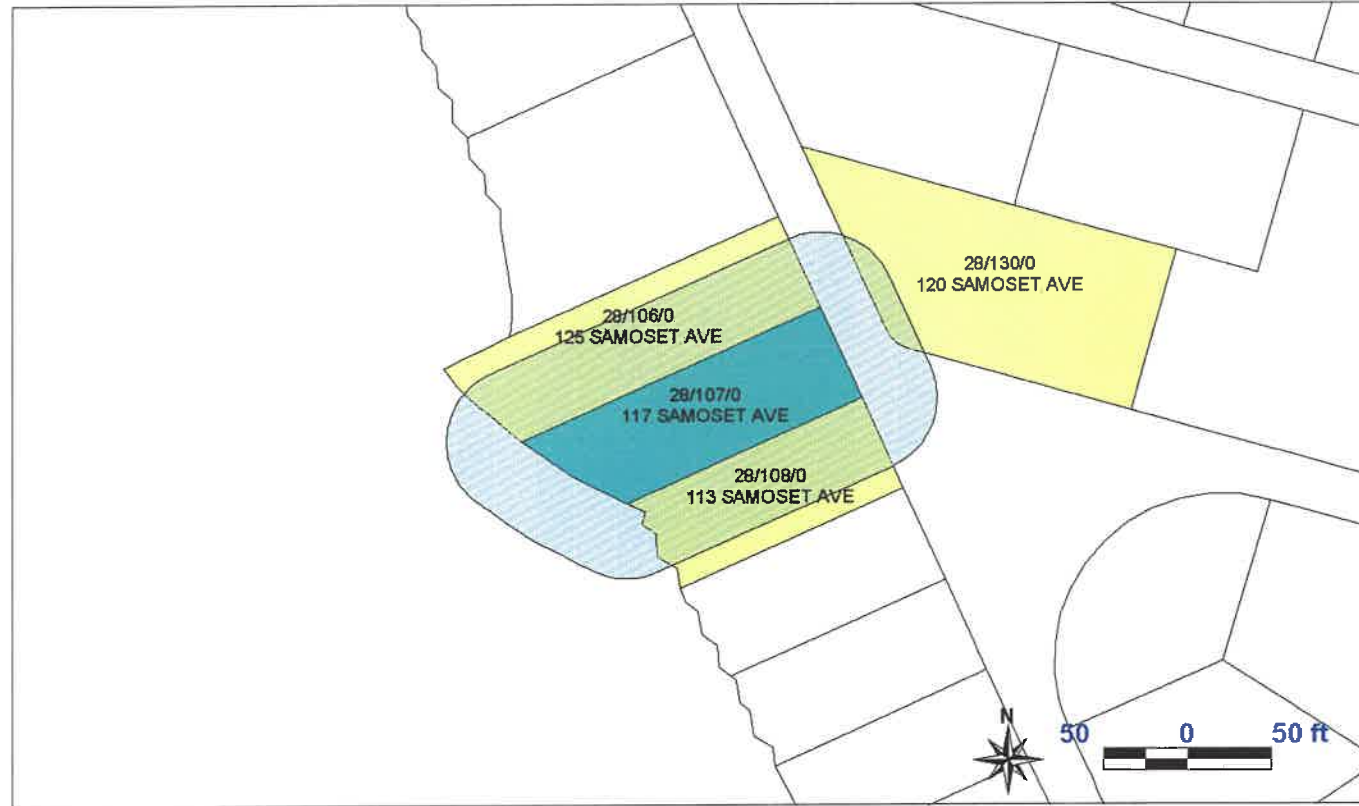 28/130/0
120 SAMOSET AVE
28/106/0
125 SAMOSET AVE
28/107/0
117 SAMOSET AVE
28/108/0
113 SAMOSET AVE
N
50 0 50 ft